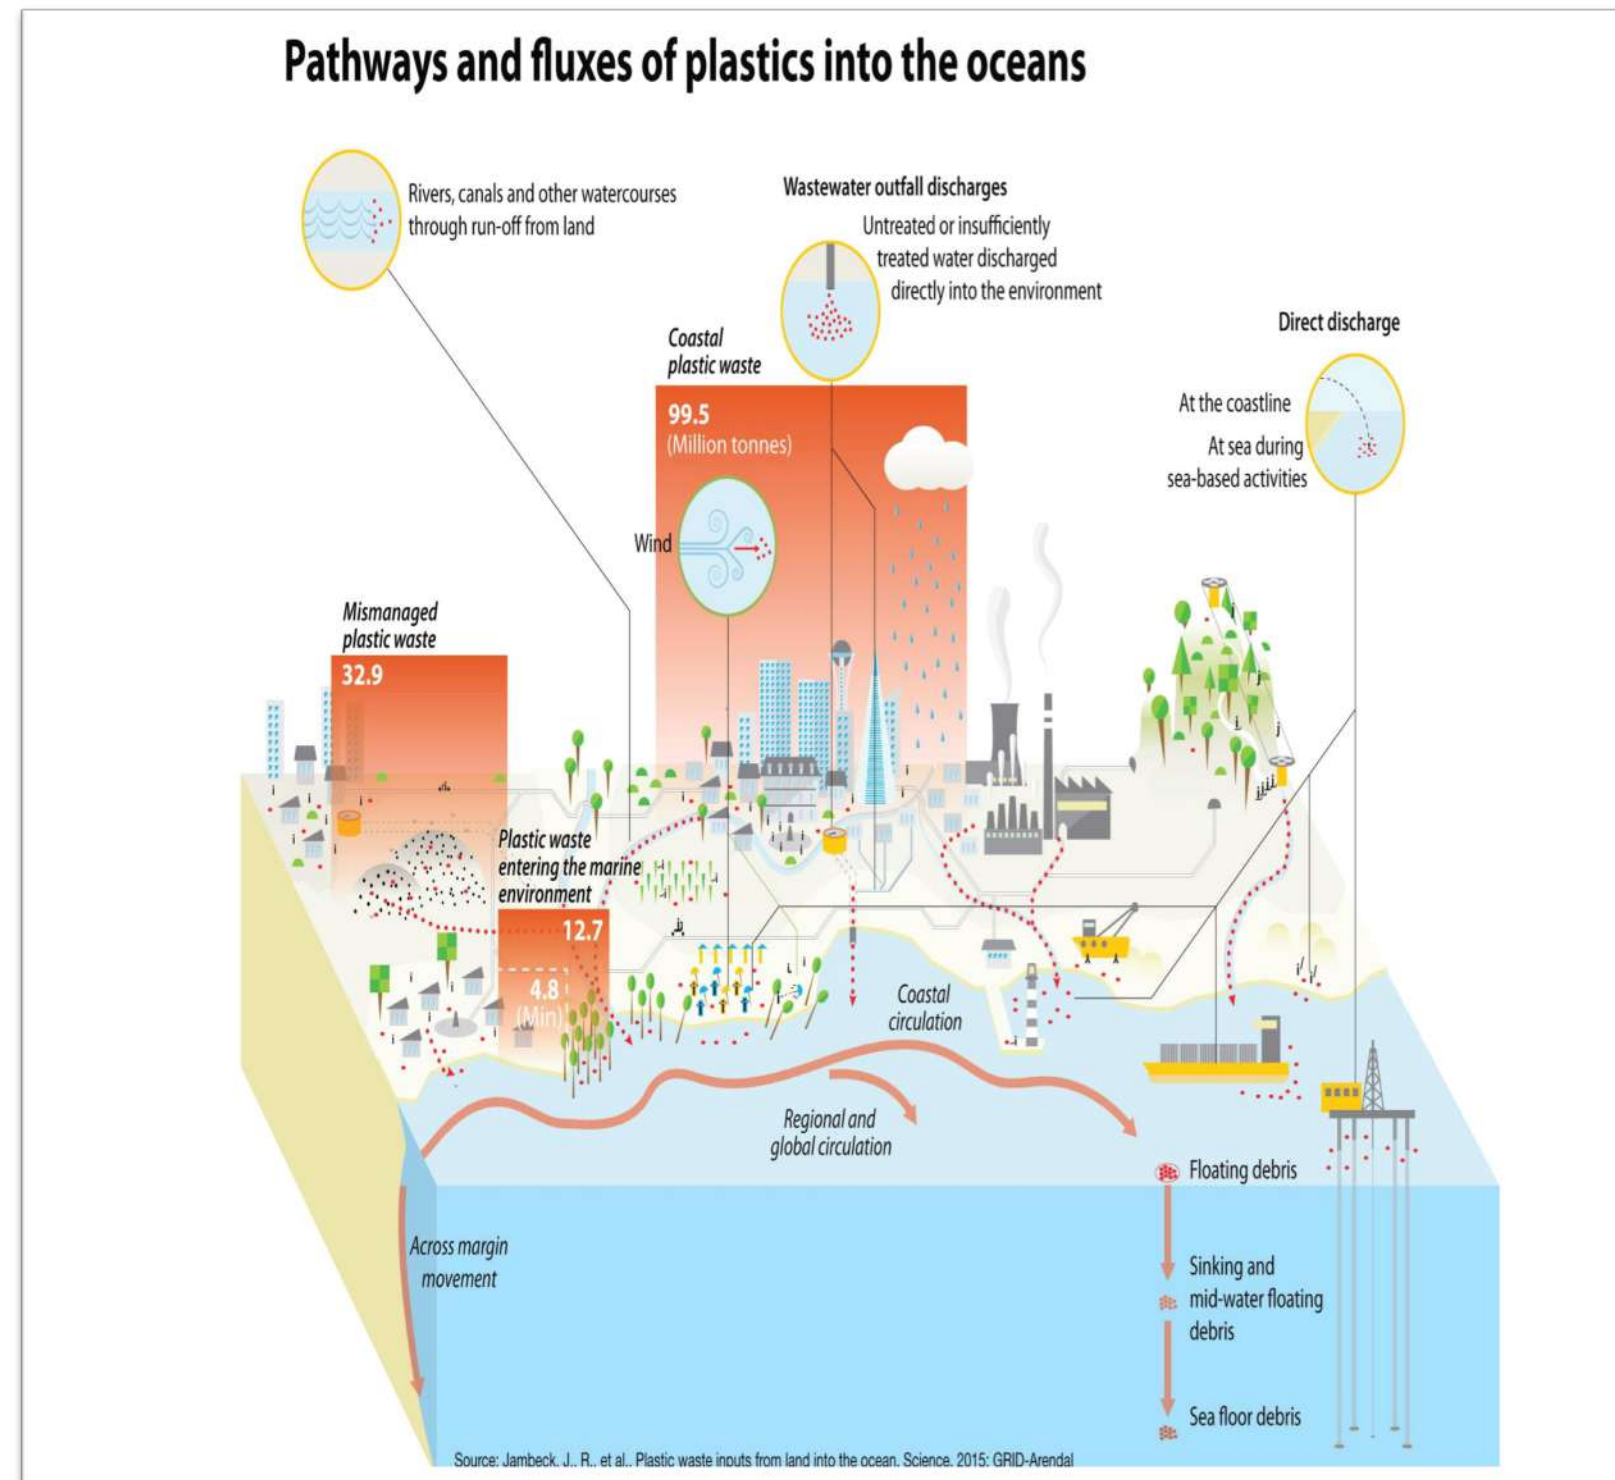 Pathways and fluxes of plastics into the oceans
Rivers, canals and other watercourses
through run-off from land
Wastewater outfall discharges
Untreated or insufficiently
treated water discharged
directly into the environment
Direct discharge
At the coastline
At sea during
sea-based activities
Coastal
plastic waste
99.5
(Million tonnes)
Wind
Mismanaged
plastic waste
32.9
Plastic waste
entering the marine
environment
12.7
4.8
(Min)
Coastal
circulation
Regional and
global circulation
Across margin
movement
Floating debris
Sinking and
mid-water floating
debris
Sea floor debris
Source: Jambeck, J., R., et al., Plastic waste inputs from land into the ocean, Science, 2015; GRID-Arendal